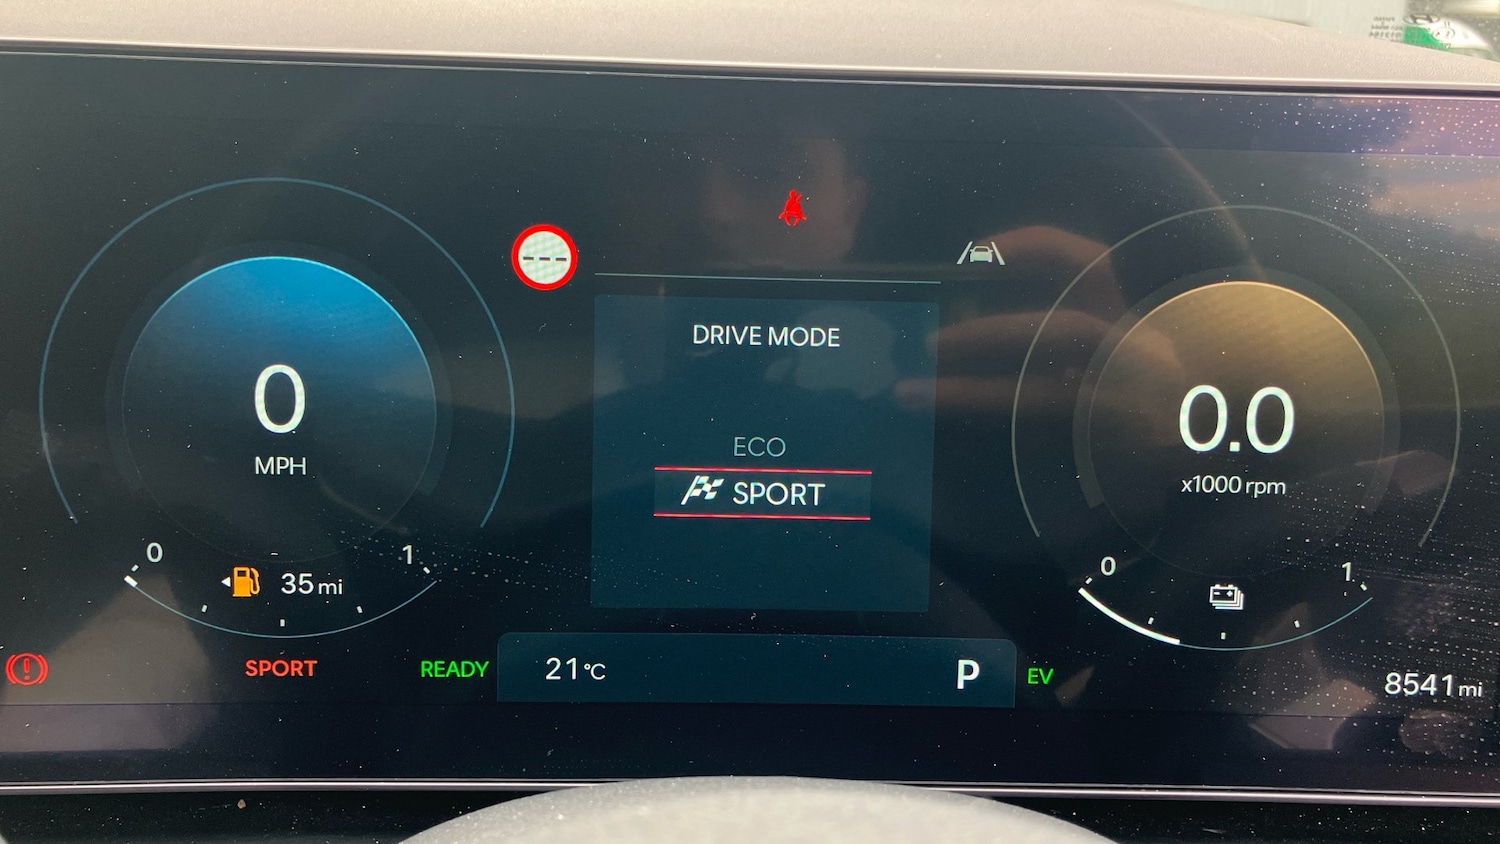 DRIVE MODE
ECO
SPORT
0
MPH
0.0
x1000 rpm
0
1
35 mi
0
1
SPORT
READY
21°C
P
EV
8541 mi